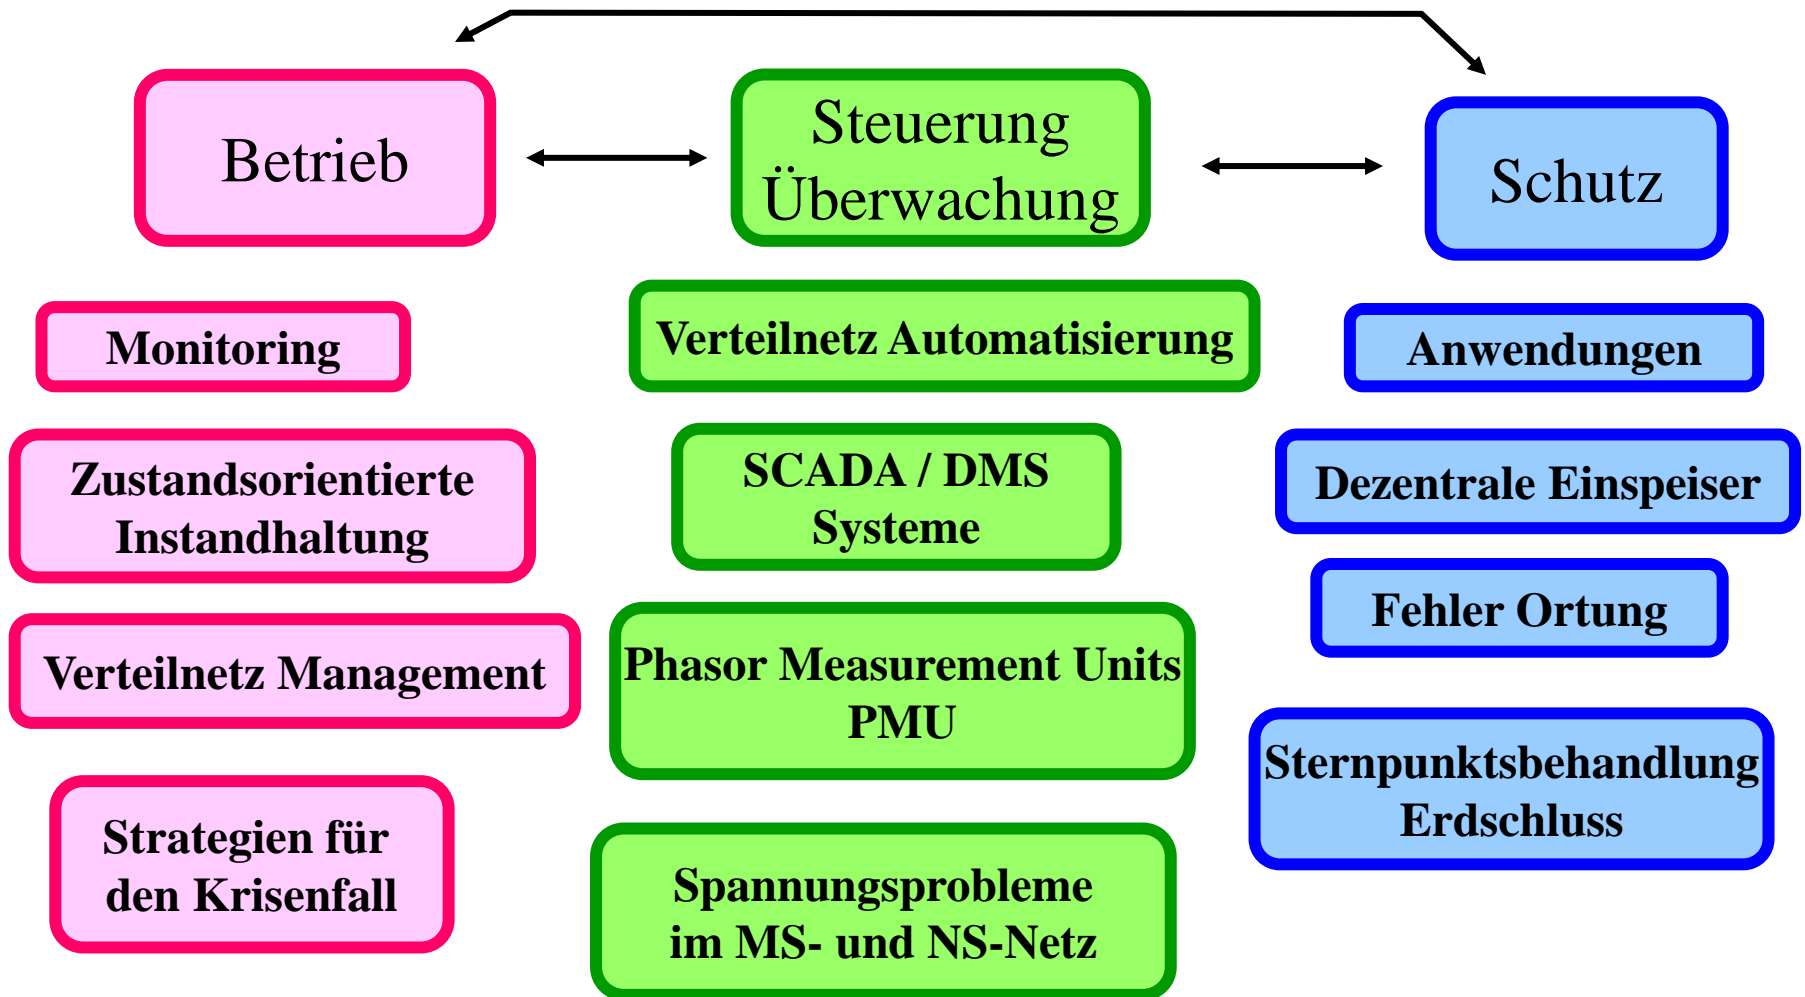 Betrieb
Steuerung
Überwachung
Schutz
Monitoring
Zustandsorientierte
Instandhaltung
Verteilnetz Management
Strategien für
den Krisenfall
Verteilnetz Automatisierung
SCADA / DMS
Systeme
Phasor Measurement Units
PMU
Spannungsprobleme
im MS- und NS-Netz
Anwendungen
Dezentrale Einspeiser
Fehler Ortung
Sternpunktsbehandlung
Erdschluss